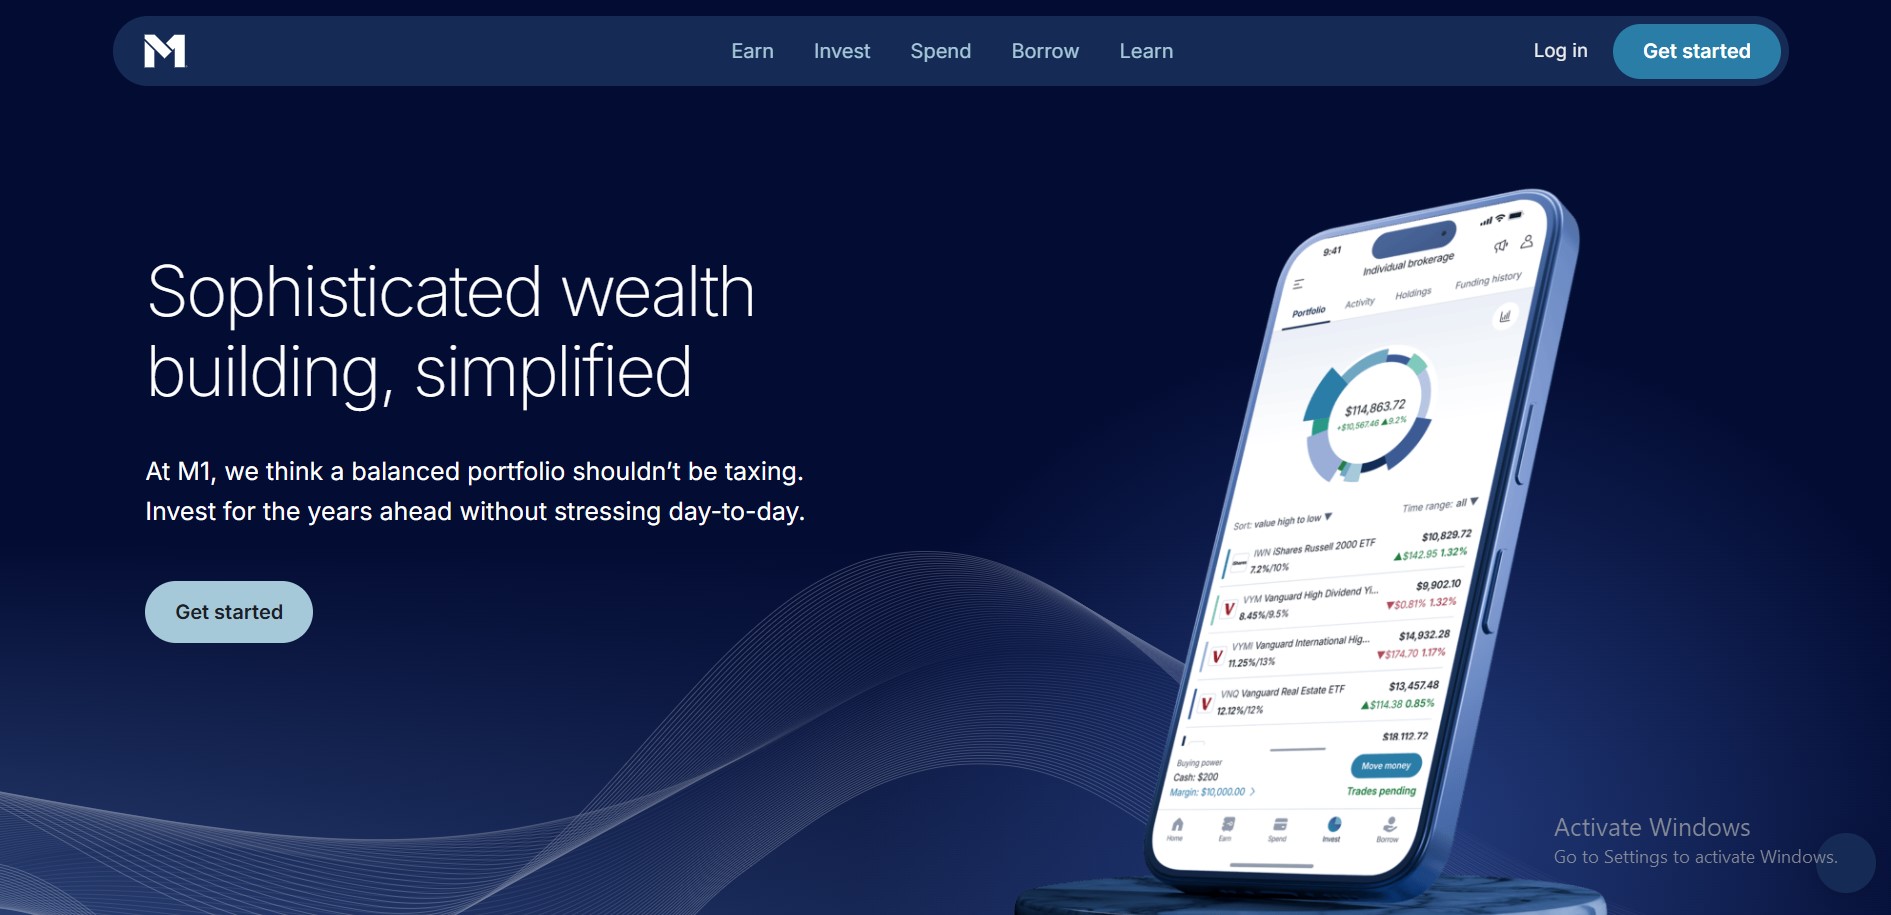 M
Earn Invest Spend Borrow Learn
Log in
Get started
Sophisticated wealth
building, simplified
At M1, we think a balanced portfolio shouldn't be taxing.
Invest for the years ahead without stressing day-to-day.
Get started
9:41
Individual brokerage
Portfolio Activity Holdings Funding history
$114,863.72
+$10,567.46 ▲9.2%
Sort: value high to low ▼ Time range: all ▼
IWN iShares Russell 2000 ETF $10,829.72
7.2%/10% ▲$142.95 1.32%
VYM Vanguard High Dividend Yi... $9,902.10
8.45%/9.5% ▼$0.81% 1.32%
VYMI Vanguard International Hig... $14,932.28
11.25%/13% ▼$174.70 1.17%
VNQ Vanguard Real Estate ETF $13,457.48
12.12%/12% ▲$114.38 0.85%
$18,112.72
Buying power
Cash: $200
Margin: $10,000.00 >
Move money
Trades pending
Home Earn Spend Invest Borrow
Activate Windows
Go to Settings to activate Windows.